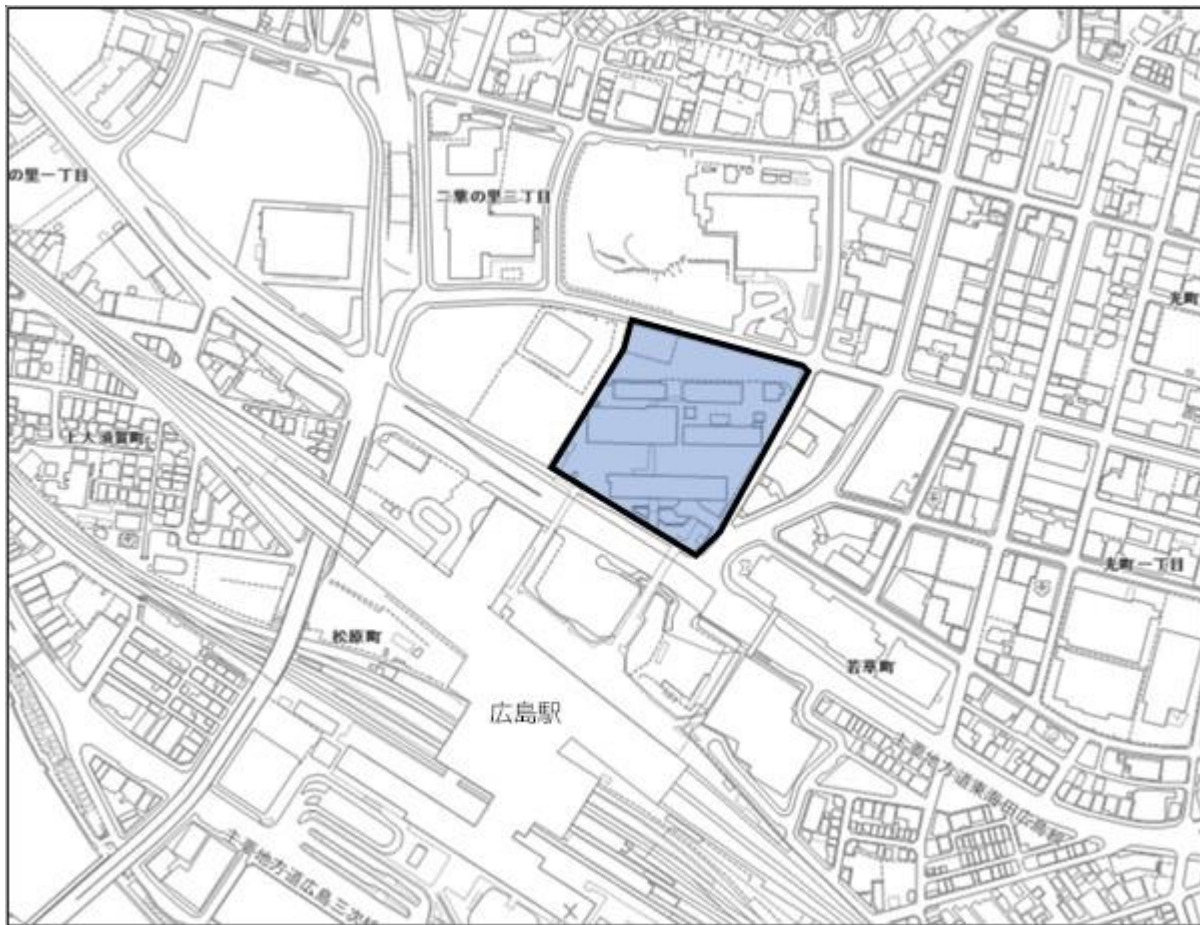 の里一丁目
二葉の里三丁目
光町
上大須賀町
光町一丁目
松原町
若草町
広島駅
主要地方道東海田広島線
主要地方道広島三次線